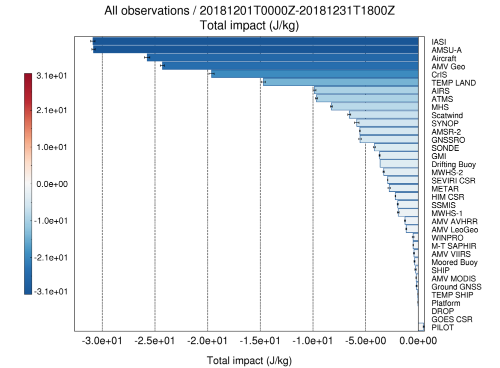 All observations / 20181201T0000Z-20181231T1800Z
Total impact (J/kg)
IASI
AMSU-A
Aircraft
AMV Geo
CrIS
TEMP LAND
AIRS
ATMS
MHS
Scatwind
SYNOP
AMSR-2
GNSSRO
SONDE
GMI
Drifting Buoy
MWHS-2
SEVIRI CSR
METAR
HIM CSR
SSMIS
MWHS-1
AMV AVHRR
AMV LeoGeo
WINPRO
M-T SAPHIR
AMV VIIRS
Moored Buoy
SHIP
AMV MODIS
Ground GNSS
TEMP SHIP
Platform
DROP
GOES CSR
PILOT
3.1e+01
2.1e+01
1.0e+01
0.0e+00
-1.0e+01
-2.1e+01
-3.1e+01
-3.0e+01 -2.5e+01 -2.0e+01 -1.5e+01 -1.0e+01 -5.0e+00 0.0e+00
Total impact (J/kg)